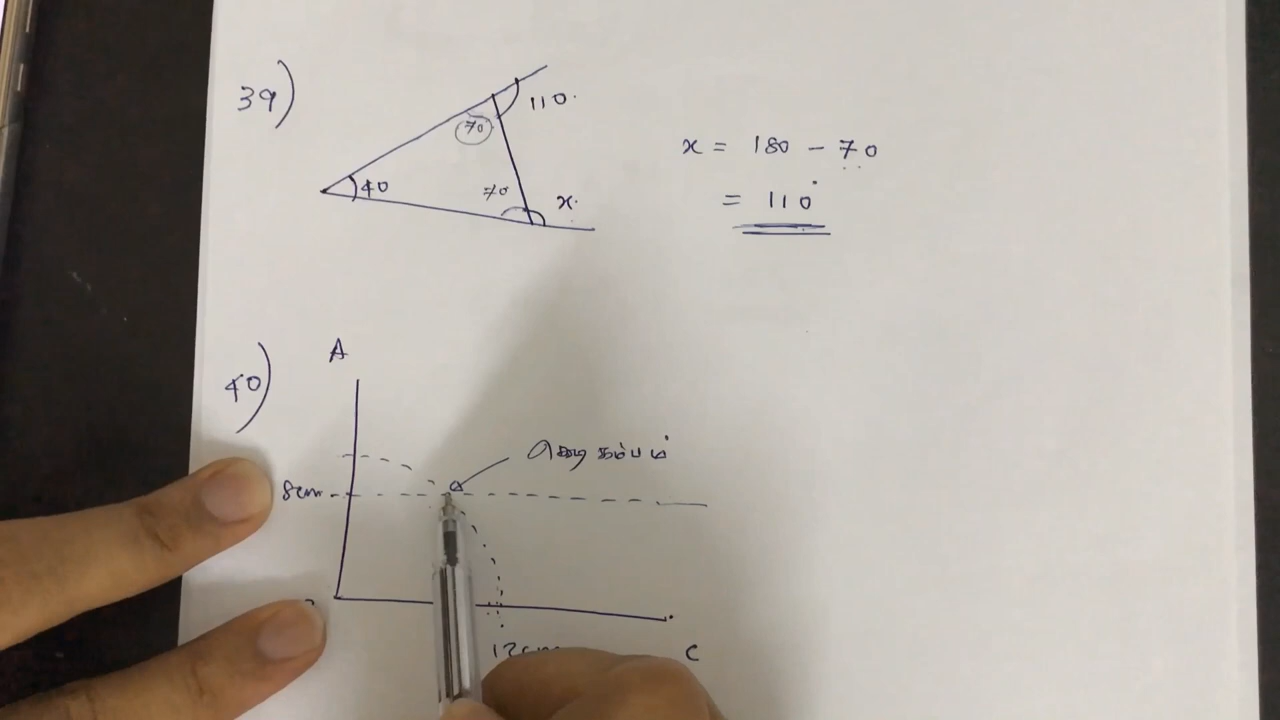 39)
110.
70
40
70
x.
x = 180 - 70
= 110°
40)
A
8cm
C